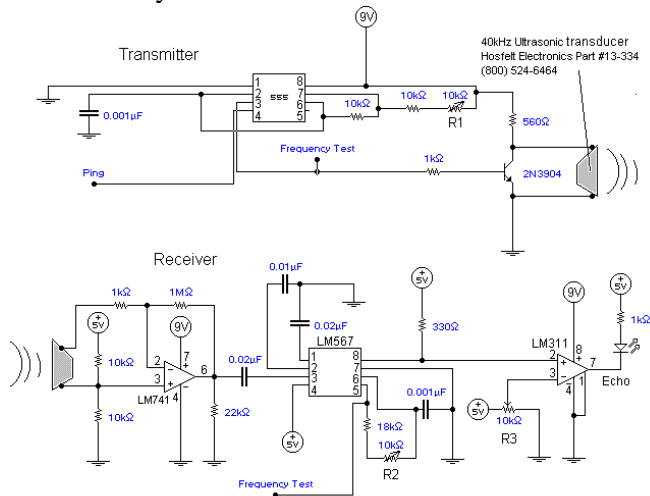 9V
Transmitter
40kHz Ultrasonic transducer
Hosfelt Electronics Part #13-334
(800) 524-6464
1 8
2 7
3 6
4 5
555
0.001µF
10kΩ
10kΩ
10kΩ
R1
560Ω
Frequency Test
1kΩ
2N3904
Ping
Receiver
0.01µF
+
5V
1kΩ
1MΩ
+
5V
9V
0.02µF
330Ω
9V
1kΩ
LM567
LM311
10kΩ
2
7
6
3
4
LM741
0.02µF
1 8
2 7
3 6
4 5
0.001µF
2
8
7
3
4
1
Echo
10kΩ
22kΩ
+
5V
18kΩ
10kΩ
R2
+
5V
10kΩ
R3
Frequency Test